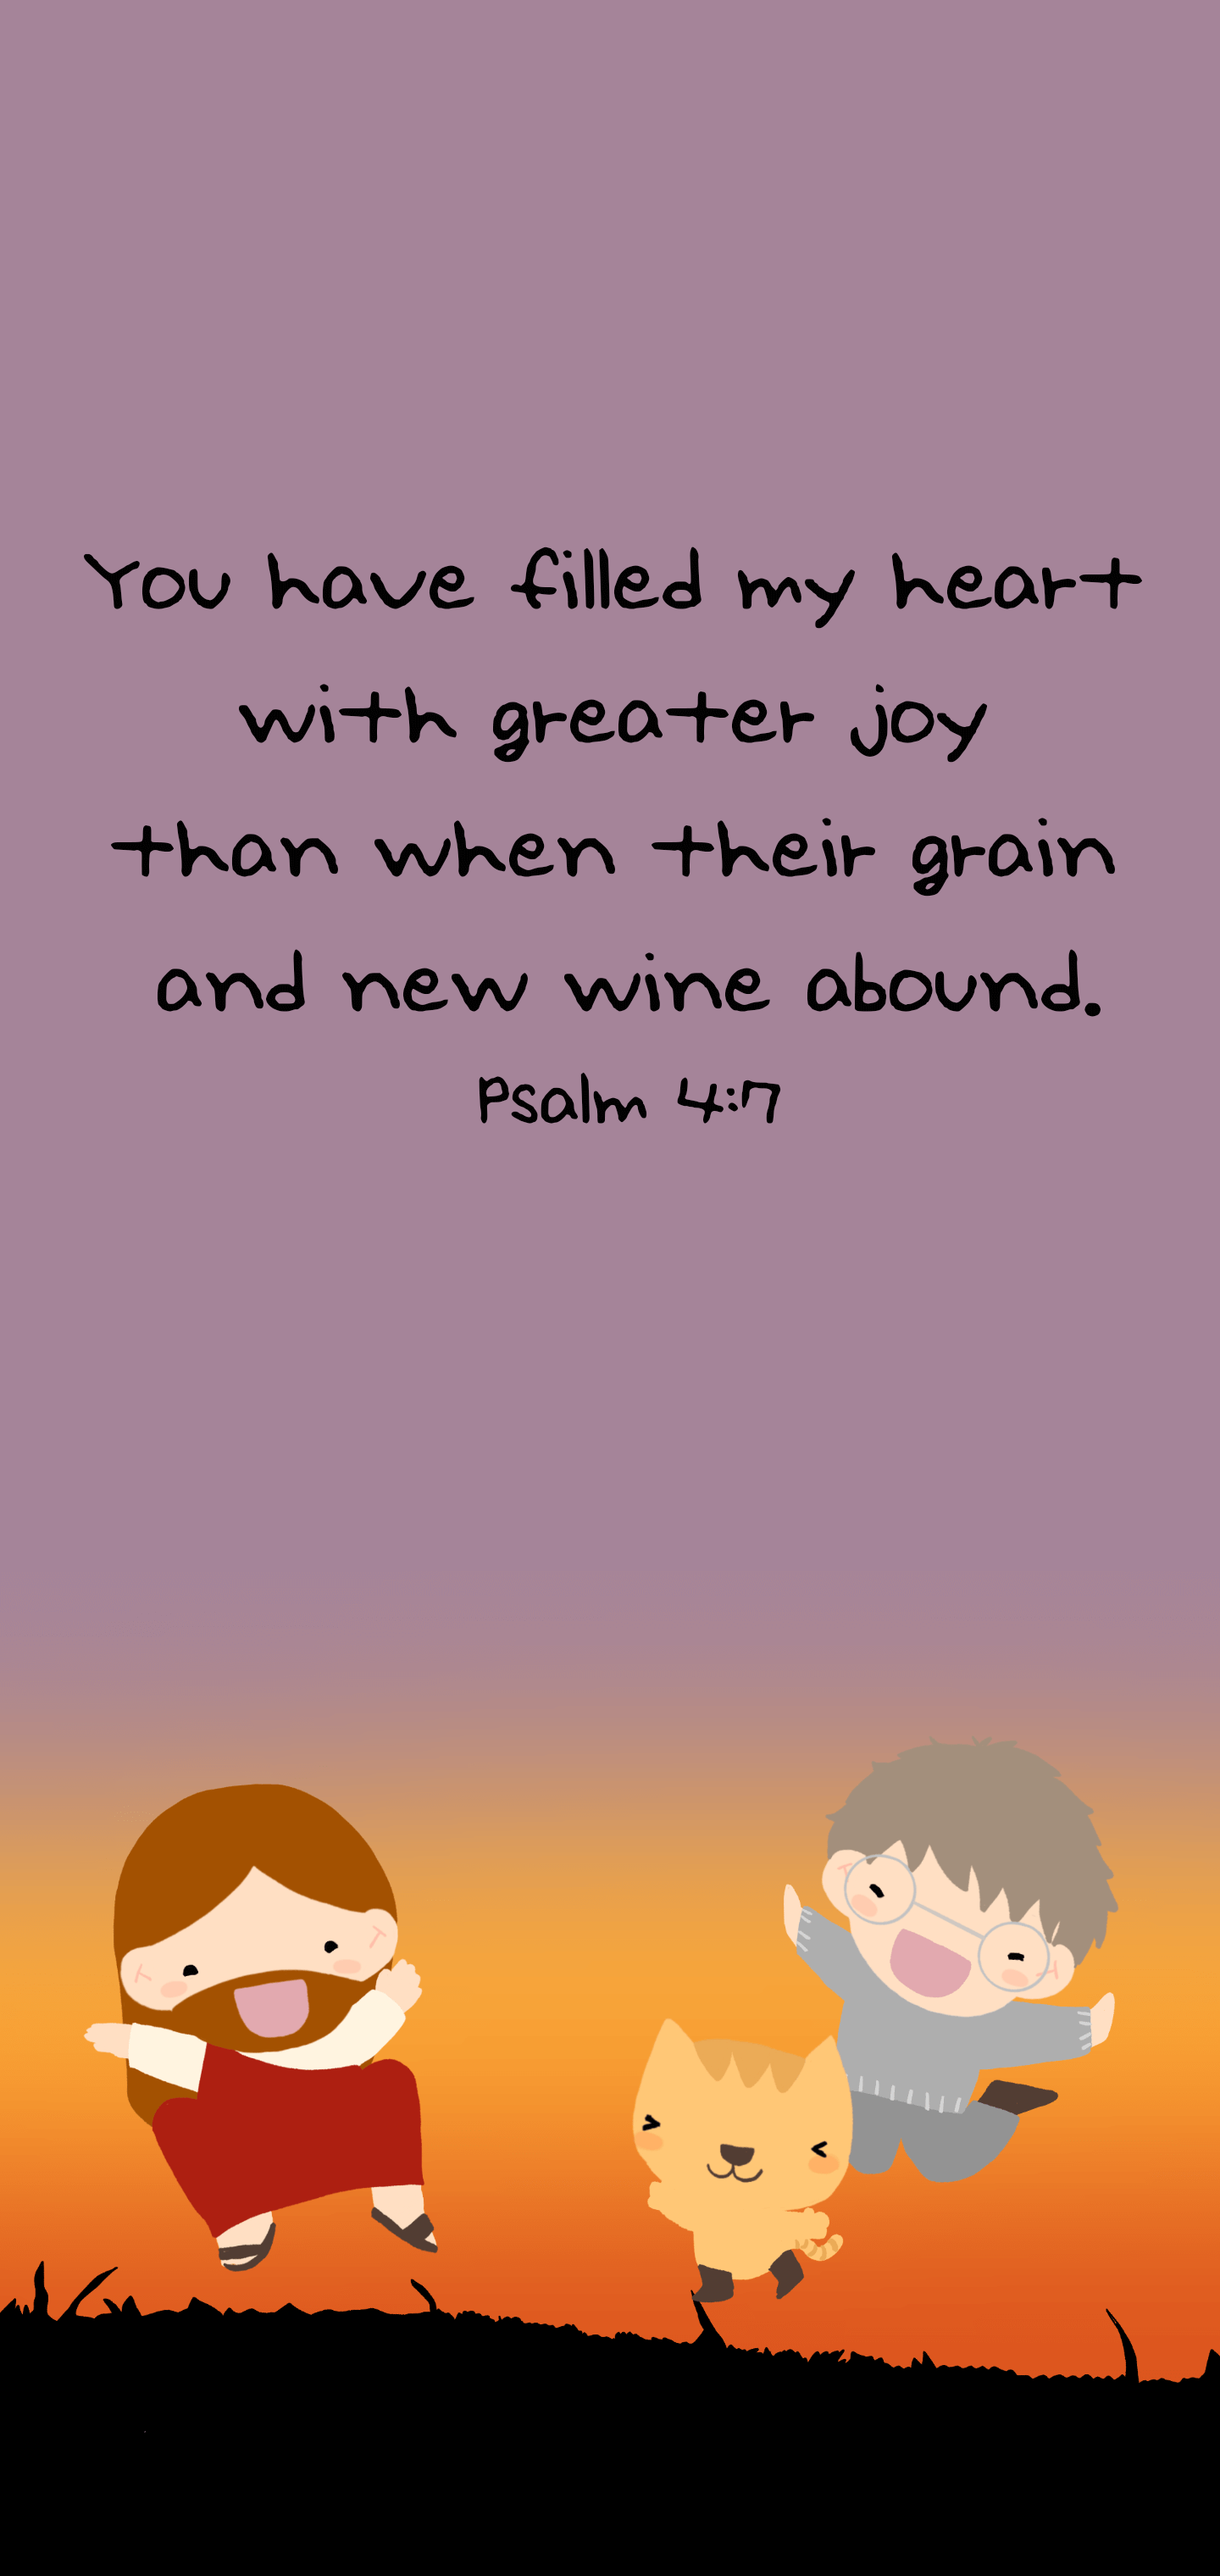 You have filled my heart
with greater joy
than when their grain
and new wine abound.
Psalm 4:7